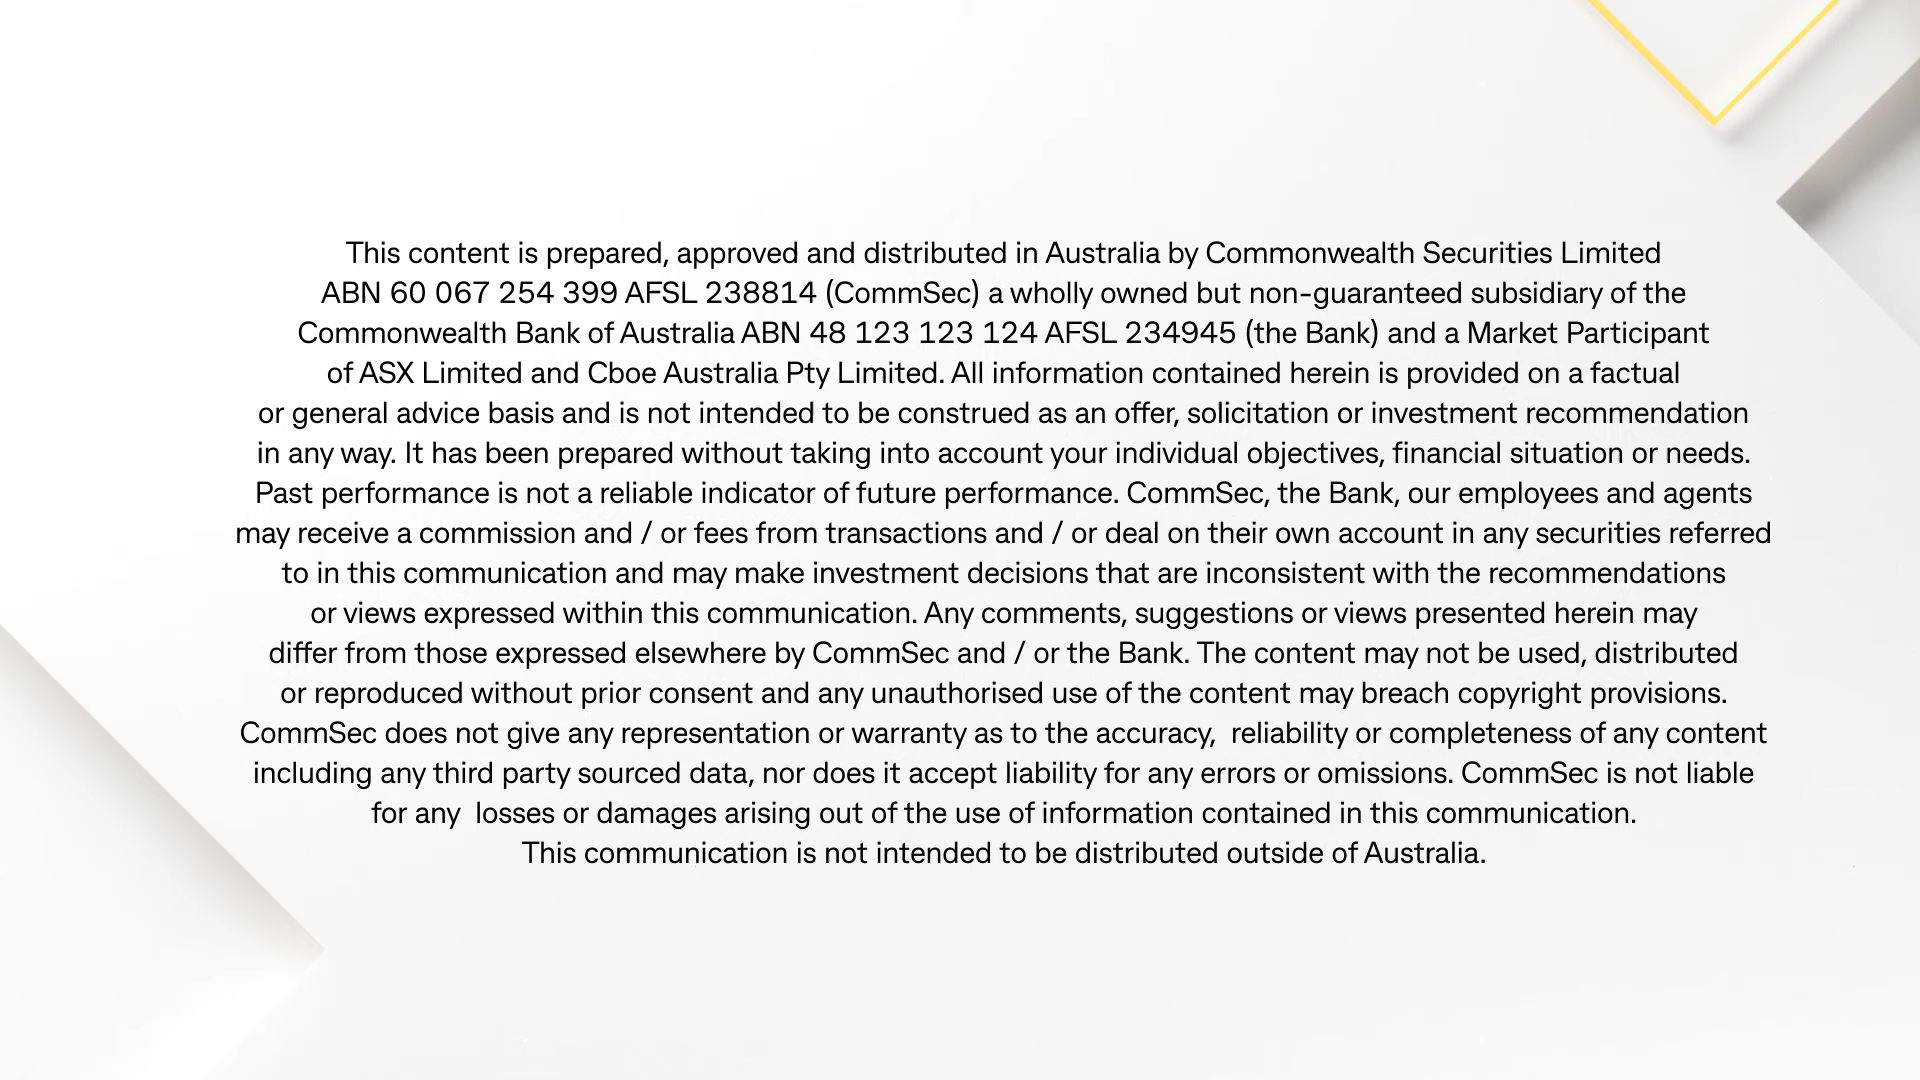 This content is prepared, approved and distributed in Australia by Commonwealth Securities Limited
ABN 60 067 254 399 AFSL 238814 (CommSec) a wholly owned but non-guaranteed subsidiary of the
Commonwealth Bank of Australia ABN 48 123 123 124 AFSL 234945 (the Bank) and a Market Participant
of ASX Limited and Cboe Australia Pty Limited. All information contained herein is provided on a factual
or general advice basis and is not intended to be construed as an offer, solicitation or investment recommendation
in any way. It has been prepared without taking into account your individual objectives, financial situation or needs.
Past performance is not a reliable indicator of future performance. CommSec, the Bank, our employees and agents
may receive a commission and / or fees from transactions and / or deal on their own account in any securities referred
to in this communication and may make investment decisions that are inconsistent with the recommendations
or views expressed within this communication. Any comments, suggestions or views presented herein may
differ from those expressed elsewhere by CommSec and / or the Bank. The content may not be used, distributed
or reproduced without prior consent and any unauthorised use of the content may breach copyright provisions.
CommSec does not give any representation or warranty as to the accuracy,  reliability or completeness of any content
including any third party sourced data, nor does it accept liability for any errors or omissions. CommSec is not liable
for any  losses or damages arising out of the use of information contained in this communication.
This communication is not intended to be distributed outside of Australia.